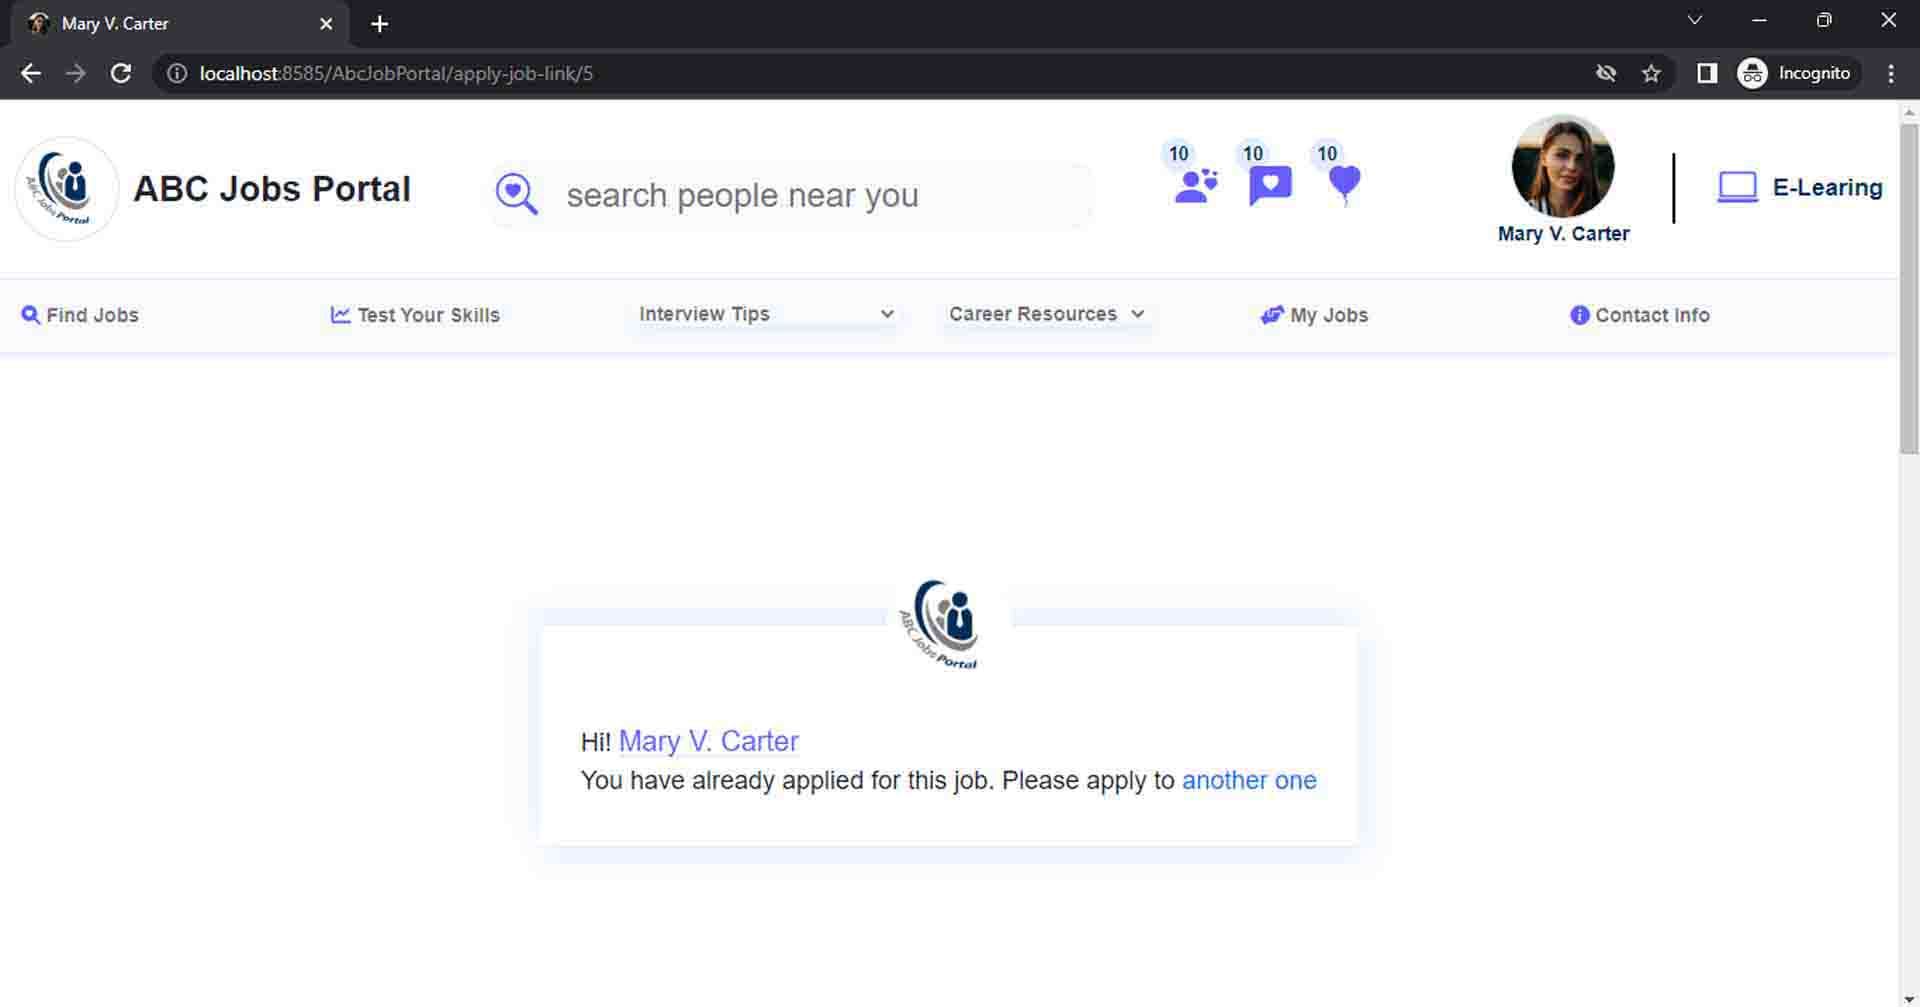 Mary V. Carter
localhost:8585/AbcJobPortal/apply-job-link/5
Incognito
ABC Jobs Portal
ABC Jobs Portal
search people near you
10
10
10
Mary V. Carter
E-Learing
Find Jobs
Test Your Skills
Interview Tips
Career Resources
My Jobs
Contact Info
ABC Jobs Portal
Hi! Mary V. Carter
You have already applied for this job. Please apply to another one